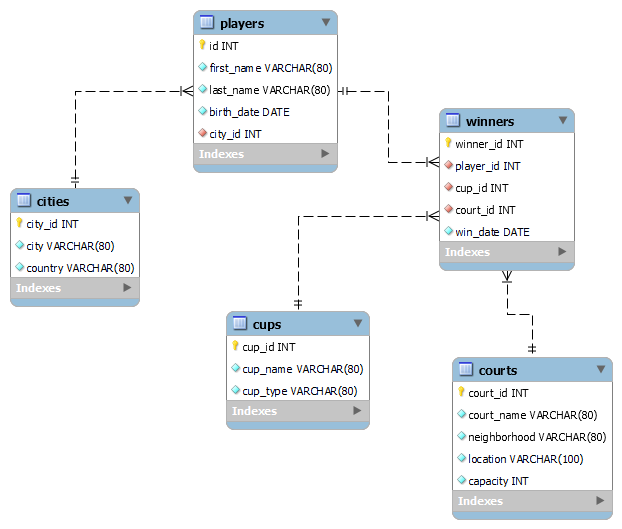 players
id INT
first_name VARCHAR(80)
last_name VARCHAR(80)
birth_date DATE
city_id INT
Indexes
winners
winner_id INT
player_id INT
cup_id INT
court_id INT
win_date DATE
Indexes
cities
city_id INT
city VARCHAR(80)
country VARCHAR(80)
Indexes
cups
cup_id INT
cup_name VARCHAR(80)
cup_type VARCHAR(80)
Indexes
courts
court_id INT
court_name VARCHAR(80)
neighborhood VARCHAR(80)
location VARCHAR(100)
capacity INT
Indexes